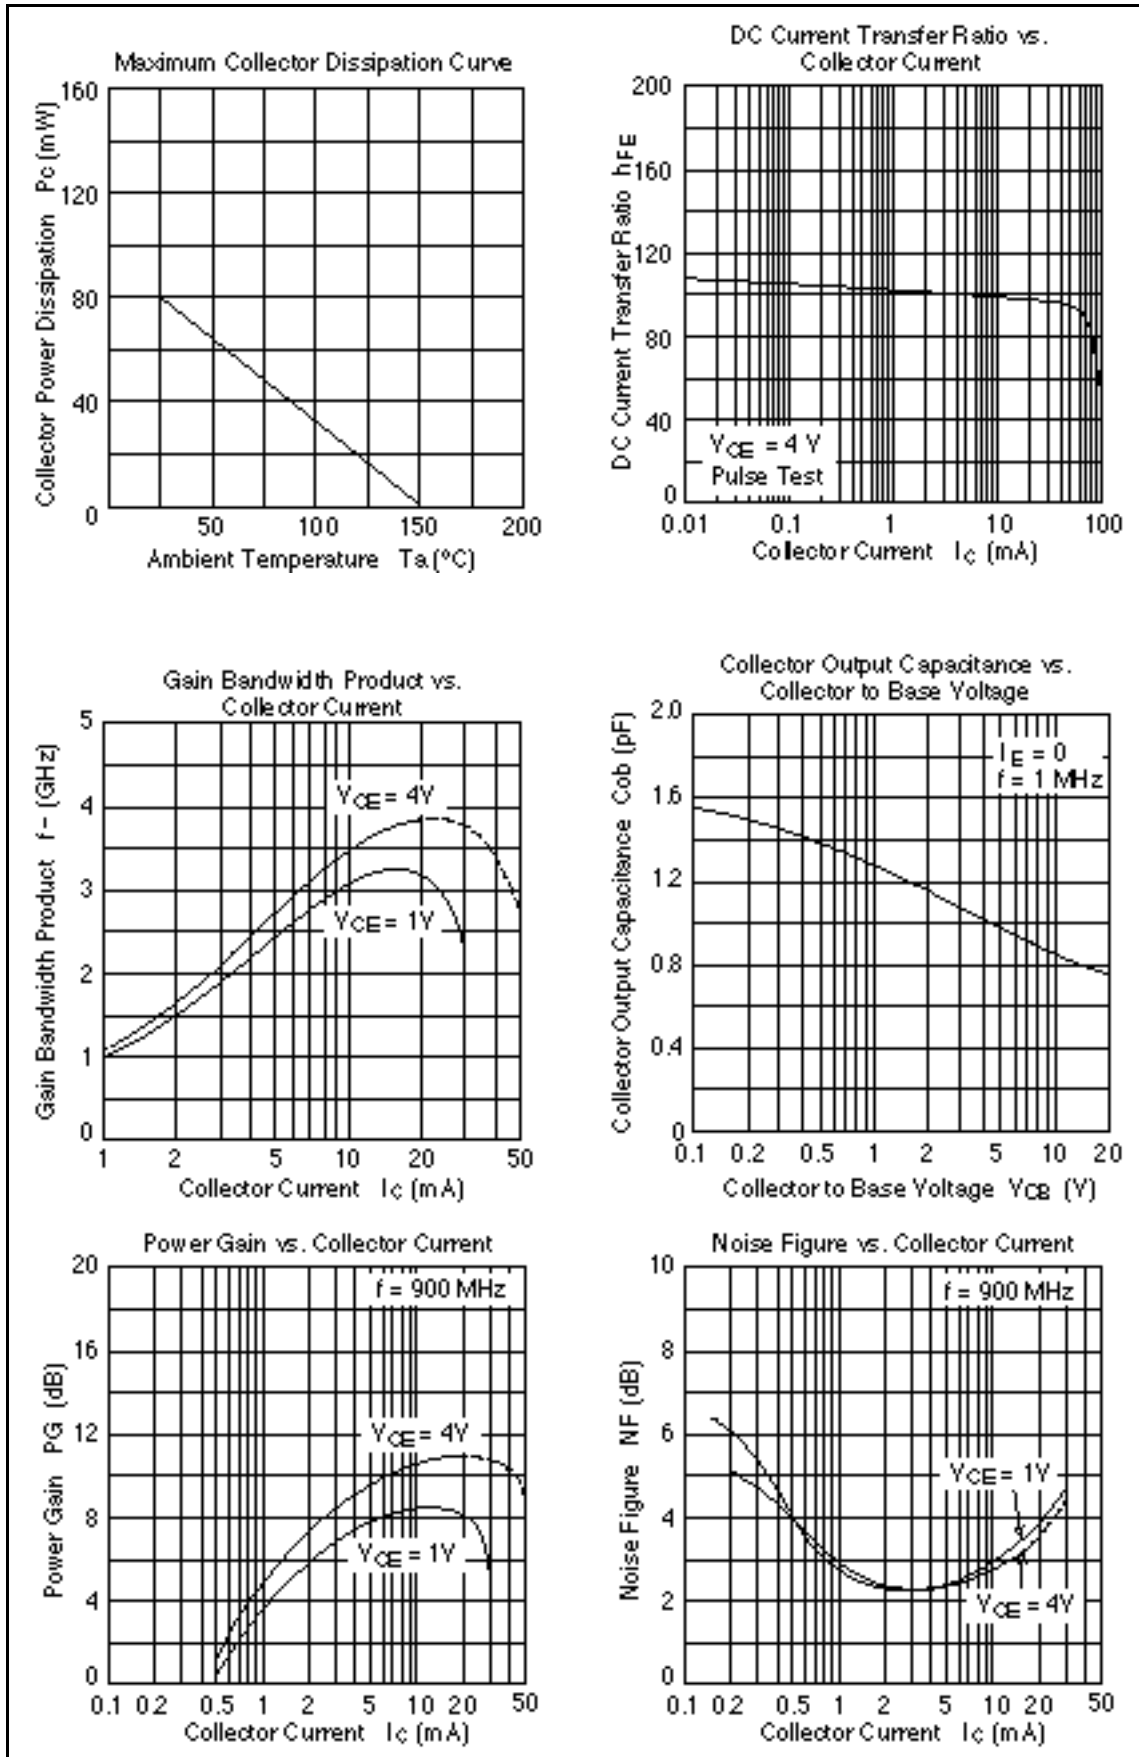 Maximum Collector Dissipation Curve
Collector Power Dissipation Pc (mW)
160
120
80
40
0
50 100 150 200
Ambient Temperature Ta (°C)
DC Current Transfer Ratio vs.
Collector Current
DC Current Transfer Ratio hFE
200
160
120
80
40
0
VCE = 4 V
Pulse Test
0.01 0.1 1 10 100
Collector Current IC (mA)
Gain Bandwidth Product vs.
Collector Current
Gain Bandwidth Product f – (GHz)
5
4
3
2
1
0
VCE = 4V
VCE = 1V
1 2 5 10 20 50
Collector Current IC (mA)
Collector Output Capacitance vs.
Collector to Base Voltage
Collector Output Capacitance Cob (pF)
2.0
1.6
1.2
0.8
0.4
0
IE = 0
f = 1 MHz
0.1 0.2 0.5 1 2 5 10 20
Collector to Base Voltage VCB (V)
Power Gain vs. Collector Current
Power Gain PG (dB)
20
16
12
8
4
0
f = 900 MHz
VCE = 4V
VCE = 1V
0.1 0.2 0.5 1 2 5 10 20 50
Collector Current IC (mA)
Noise Figure vs. Collector Current
Noise Figure NF (dB)
10
8
6
4
2
0
f = 900 MHz
VCE = 1V
VCE = 4V
0.1 0.2 0.5 1 2 5 10 20 50
Collector Current IC (mA)